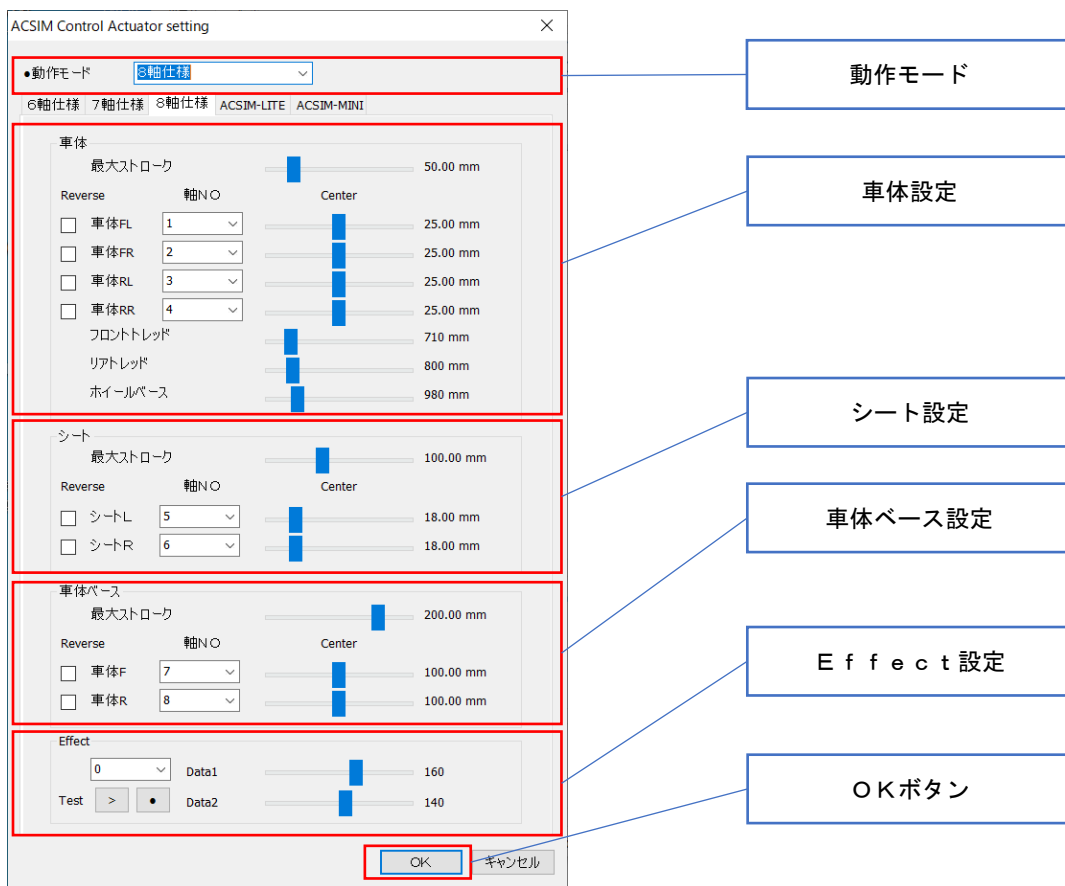 ACSIM Control Actuator setting
●動作モード 8軸仕様
6軸仕様 7軸仕様 8軸仕様 ACSIM-LITE ACSIM-MINI
車体
最大ストローク 50.00 mm
Reverse 軸NO Center
車体FL 1 25.00 mm
車体FR 2 25.00 mm
車体RL 3 25.00 mm
車体RR 4 25.00 mm
フロントトレッド 710 mm
リアトレッド 800 mm
ホイールベース 980 mm
シート
最大ストローク 100.00 mm
Reverse 軸NO Center
シートL 5 18.00 mm
シートR 6 18.00 mm
車体ベース
最大ストローク 200.00 mm
Reverse 軸NO Center
車体F 7 100.00 mm
車体R 8 100.00 mm
Effect
0 Data1 160
Test > ● Data2 140
OK キャンセル
動作モード
車体設定
シート設定
車体ベース設定
Effect設定
OKボタン